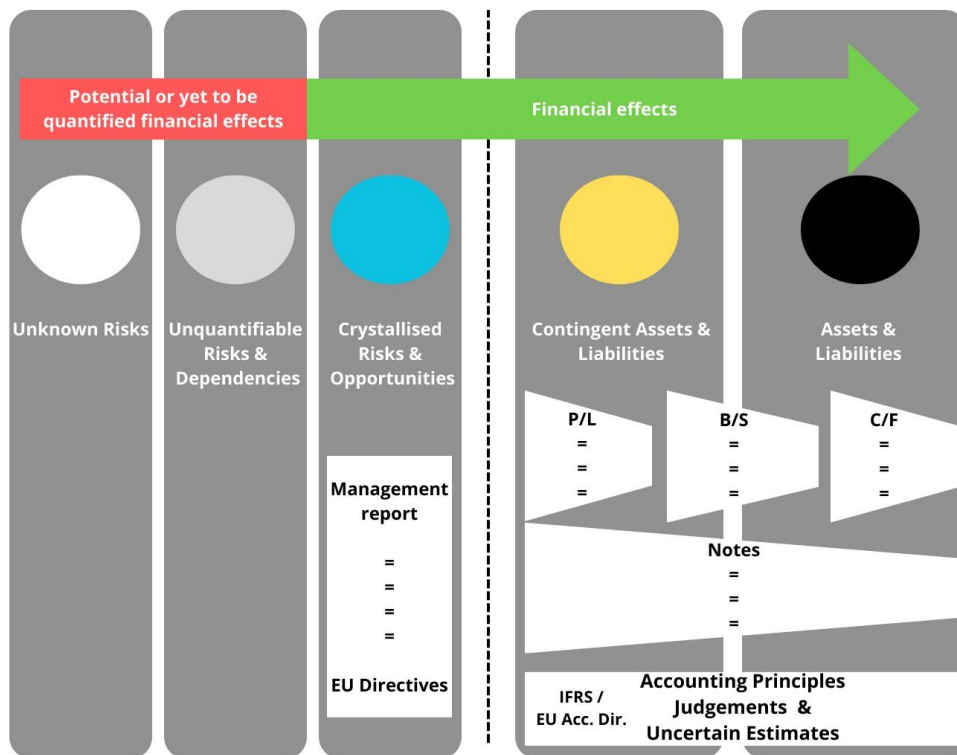 Potential or yet to be
quantified financial effects
Financial effects
Unknown Risks
Unquantifiable
Risks &
Dependencies
Crystallised
Risks &
Opportunities
Contingent Assets &
Liabilities
Assets &
Liabilities
Management
report
=
=
=
=
EU Directives
P/L
=
=
=
B/S
=
=
=
C/F
=
=
=
Notes
=
=
=
IFRS /
EU Acc. Dir.
Accounting Principles
Judgements &
Uncertain Estimates